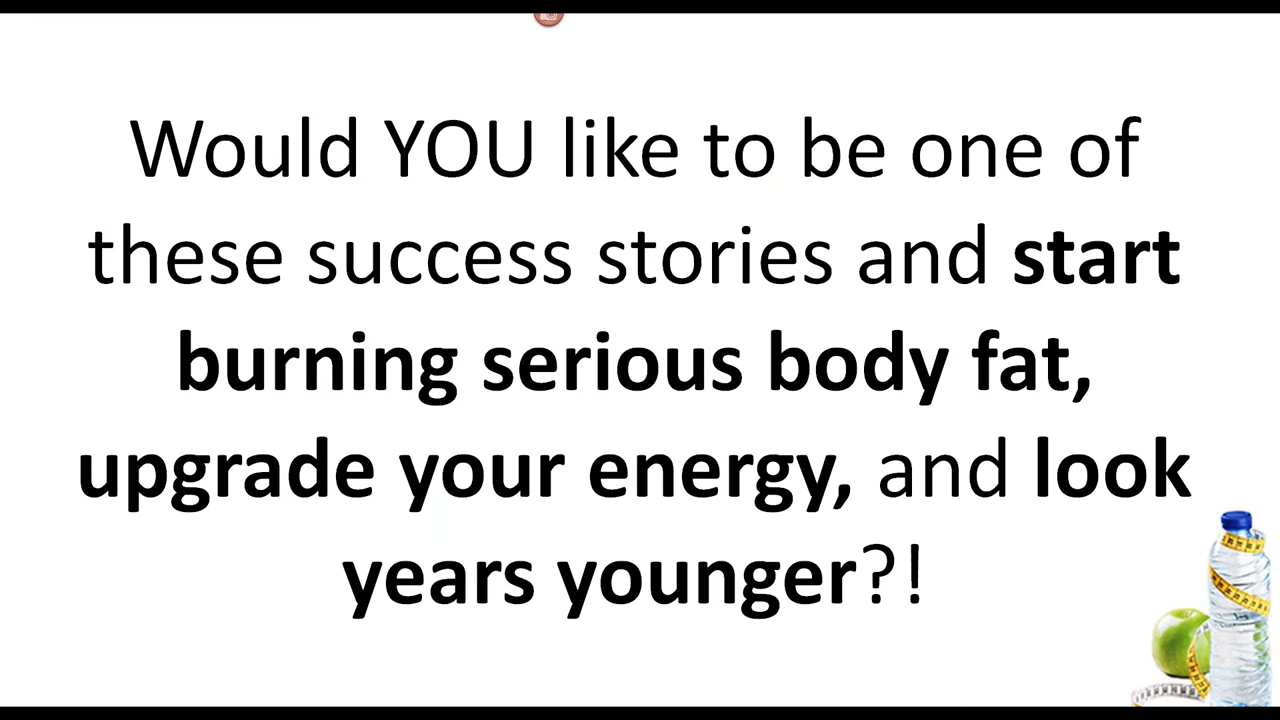 Would YOU like to be one of
these success stories and start
burning serious body fat,
upgrade your energy, and look
years younger?!